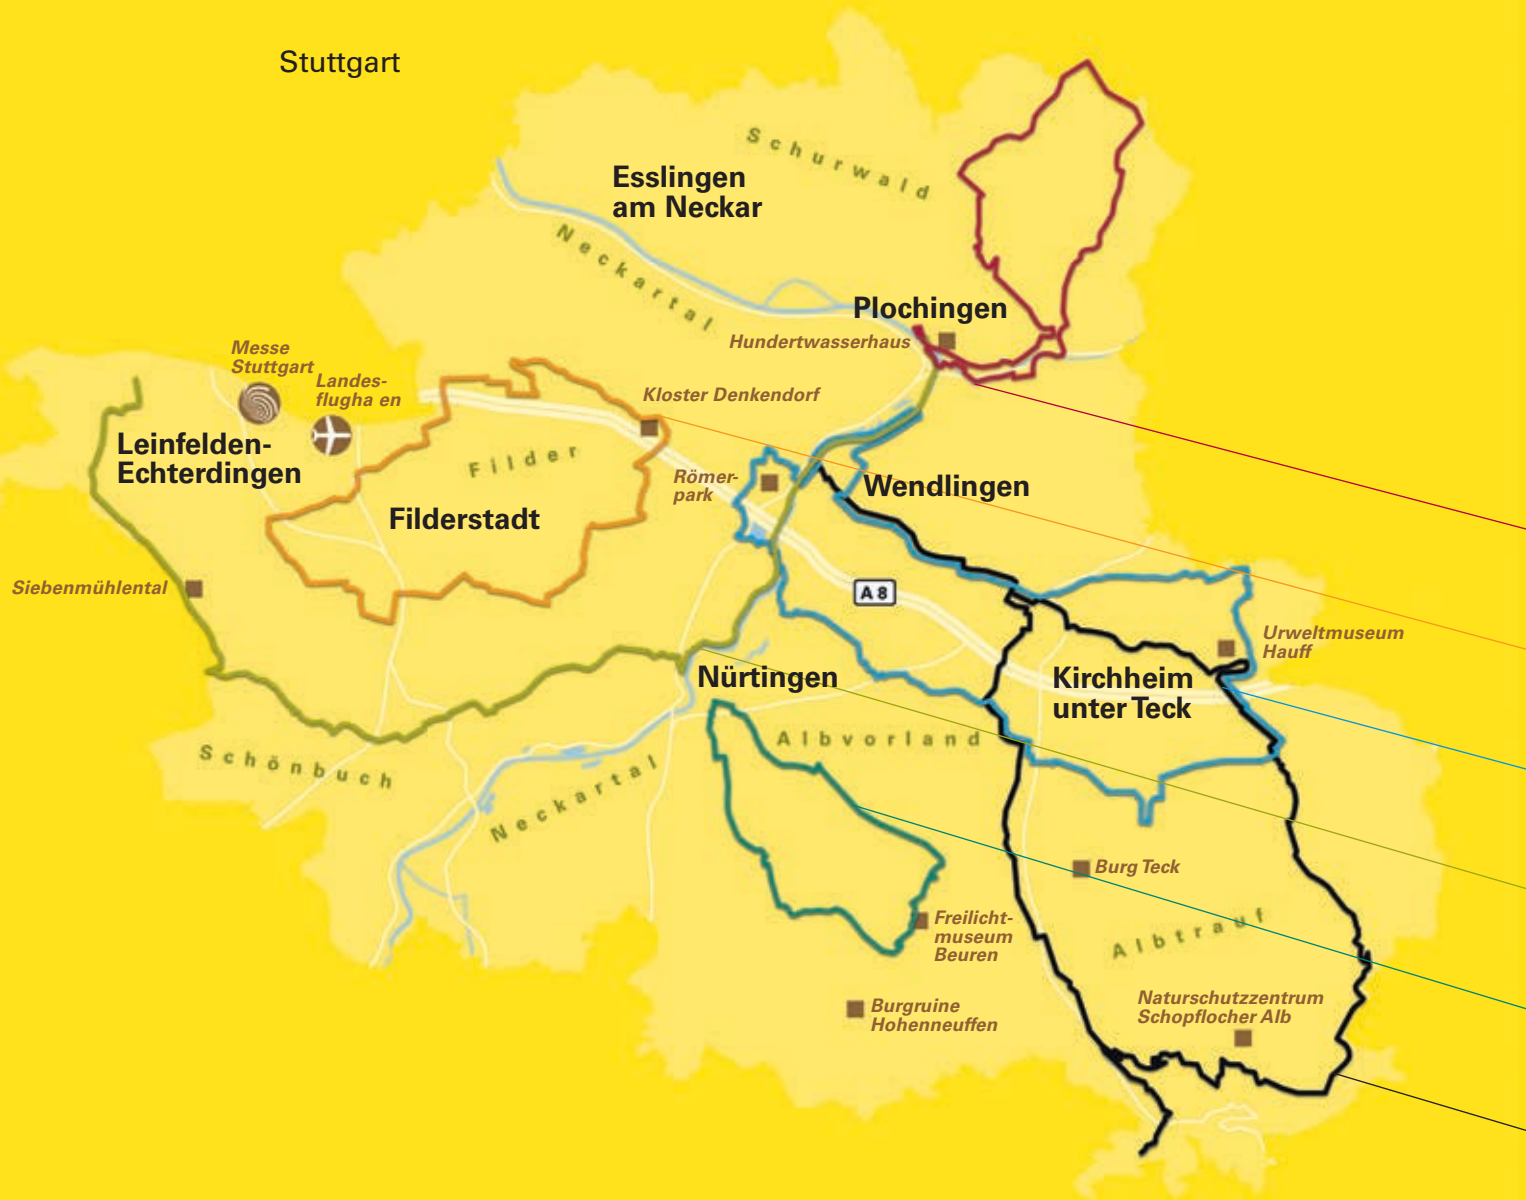 Stuttgart
Schurwald
Esslingen
am Neckar
Neckartal
Plochingen
Hundertwasserhaus
Messe
Stuttgart
Landes-
flugha en
Kloster Denkendorf
Leinfelden-
Echterdingen
Filder
Römer-
park
Wendlingen
Filderstadt
Siebenmühlental
A 8
Urweltmuseum
Hauff
Nürtingen
Kirchheim
unter Teck
Albvorland
Schönbuch
Neckartal
Burg Teck
Freilicht-
museum
Beuren
Albtrauf
Naturschutzzentrum
Schopflocher Alb
Burgruine
Hohenneuffen